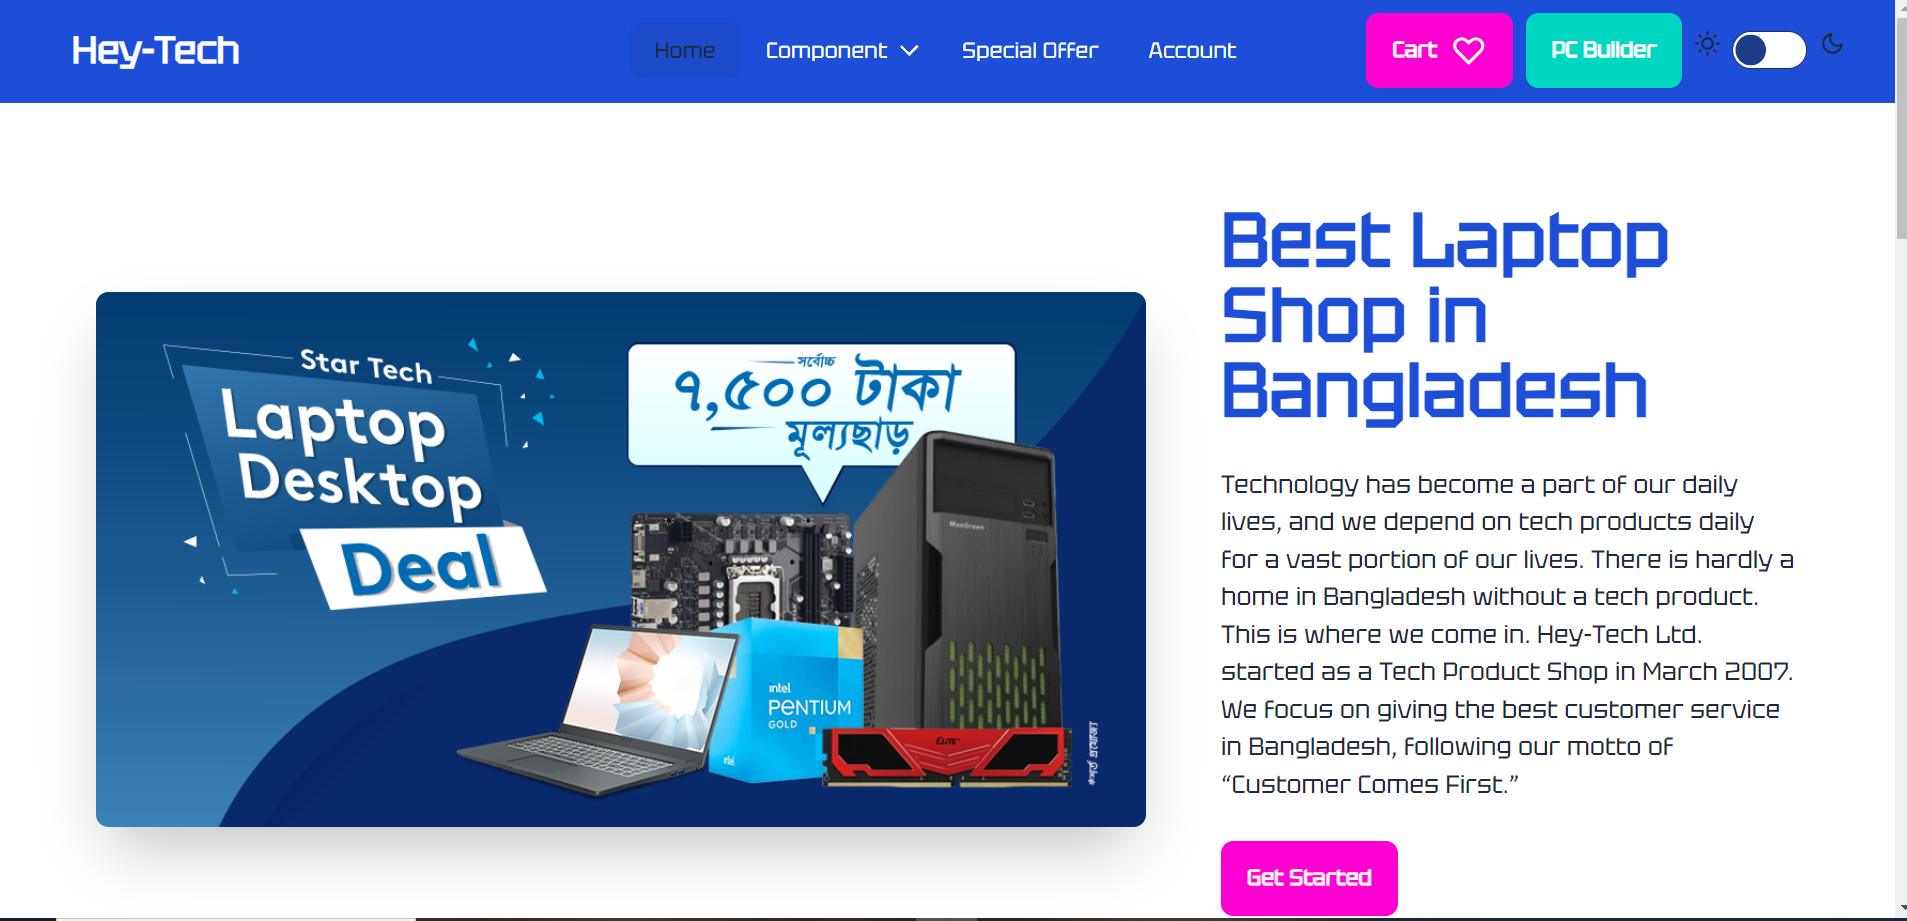 Hey-Tech
Home
Component
Special Offer
Account
Cart
PC Builder
Star Tech
Laptop
Desktop
Deal
সর্বোচ্চ
৭,৫০০ টাকা
মূল্যছাড়
MaxGreen
intel
PENTIUM
GOLD
intel
ELITE
*শর্ত প্রযোজ্য
Best Laptop
Shop in
Bangladesh
Technology has become a part of our daily
lives, and we depend on tech products daily
for a vast portion of our lives. There is hardly a
home in Bangladesh without a tech product.
This is where we come in. Hey-Tech Ltd.
started as a Tech Product Shop in March 2007.
We focus on giving the best customer service
in Bangladesh, following our motto of
“Customer Comes First.”
Get Started